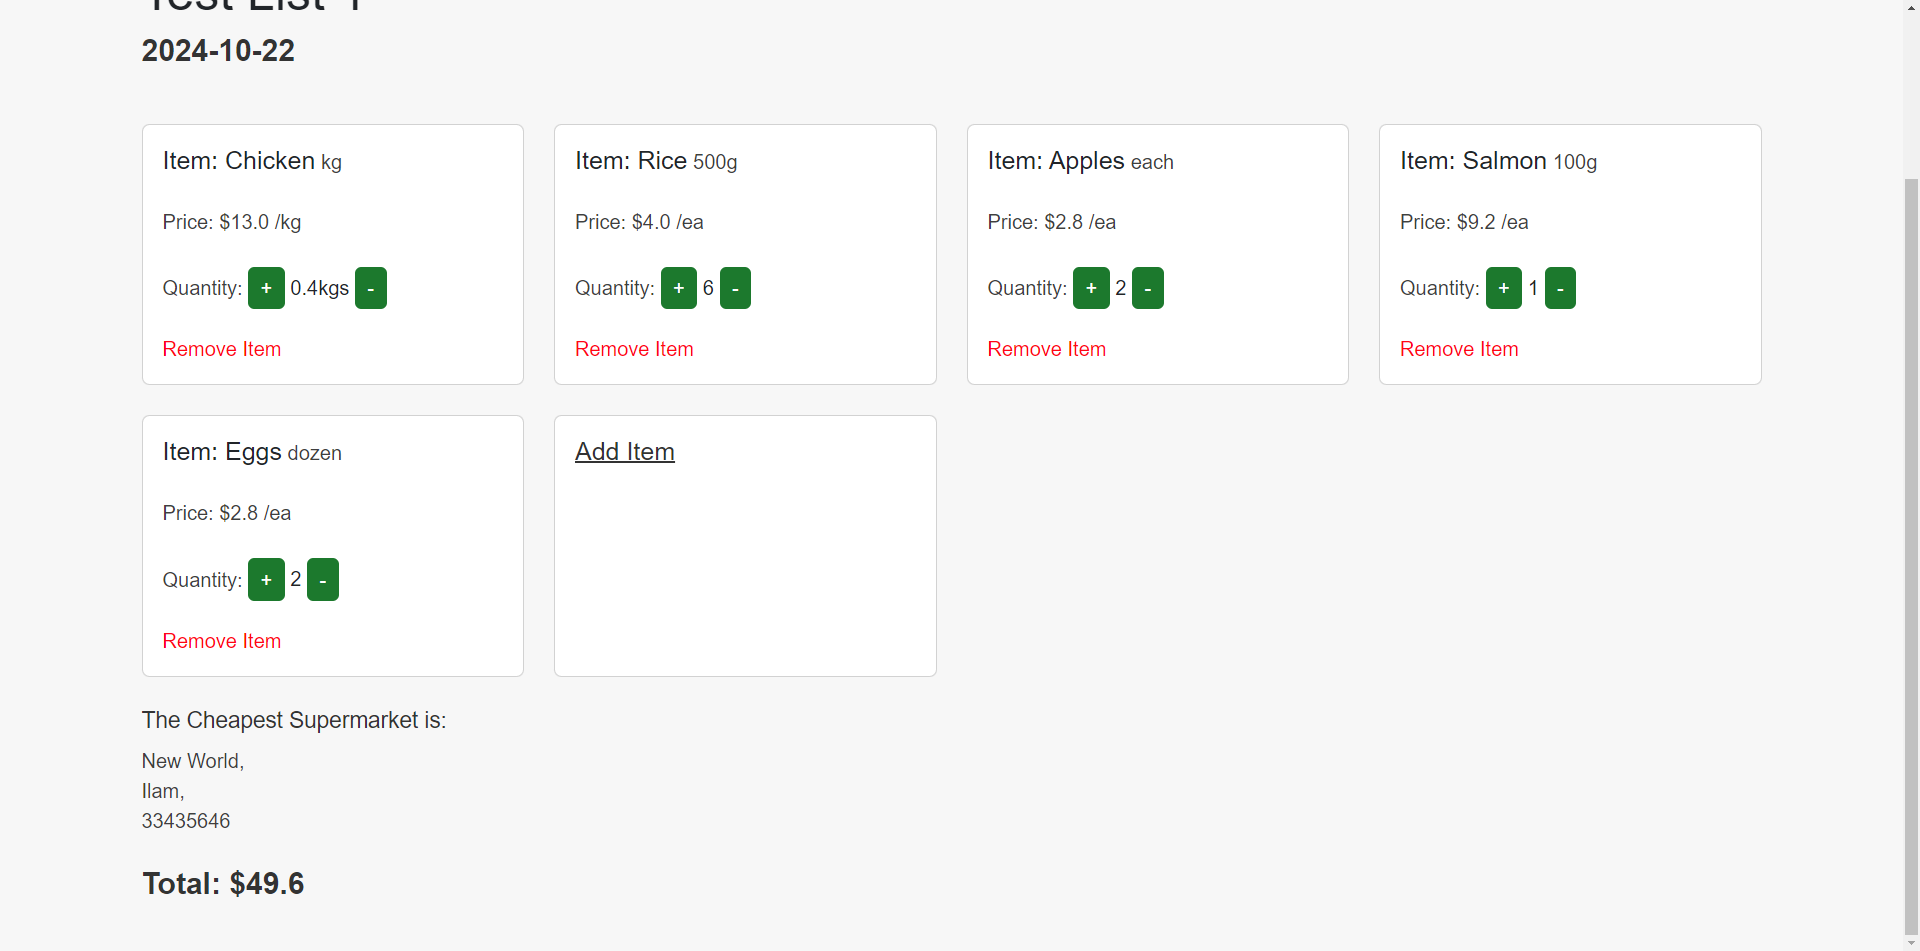 Test List 1
2024-10-22
Item: Chicken kg
Price: $13.0 /kg
Quantity: + 0.4kgs -
Remove Item
Item: Rice 500g
Price: $4.0 /ea
Quantity: + 6 -
Remove Item
Item: Apples each
Price: $2.8 /ea
Quantity: + 2 -
Remove Item
Item: Salmon 100g
Price: $9.2 /ea
Quantity: + 1 -
Remove Item
Item: Eggs dozen
Price: $2.8 /ea
Quantity: + 2 -
Remove Item
Add Item
The Cheapest Supermarket is:
New World,
Ilam,
33435646
Total: $49.6